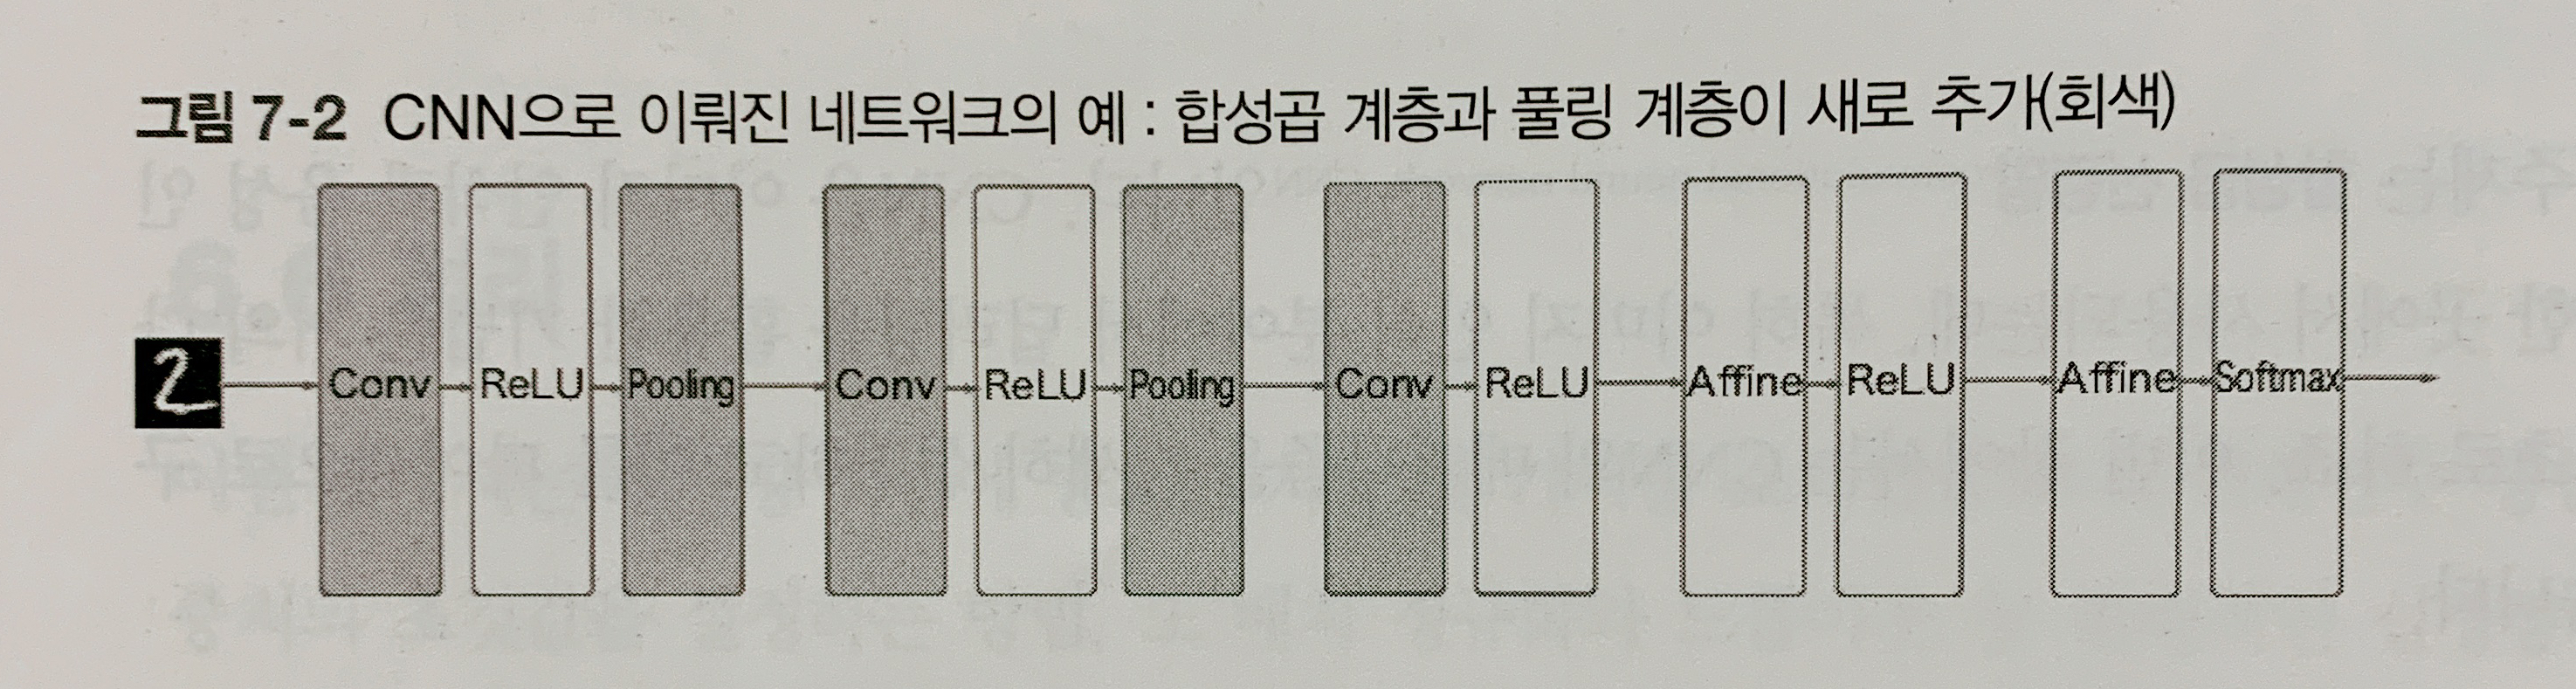 그림 7-2 CNN으로 이뤄진 네트워크의 예 : 합성곱 계층과 풀링 계층이 새로 추가(회색)
2 Conv ReLU Pooling Conv ReLU Pooling Conv ReLU Affine ReLU Affine Softmax